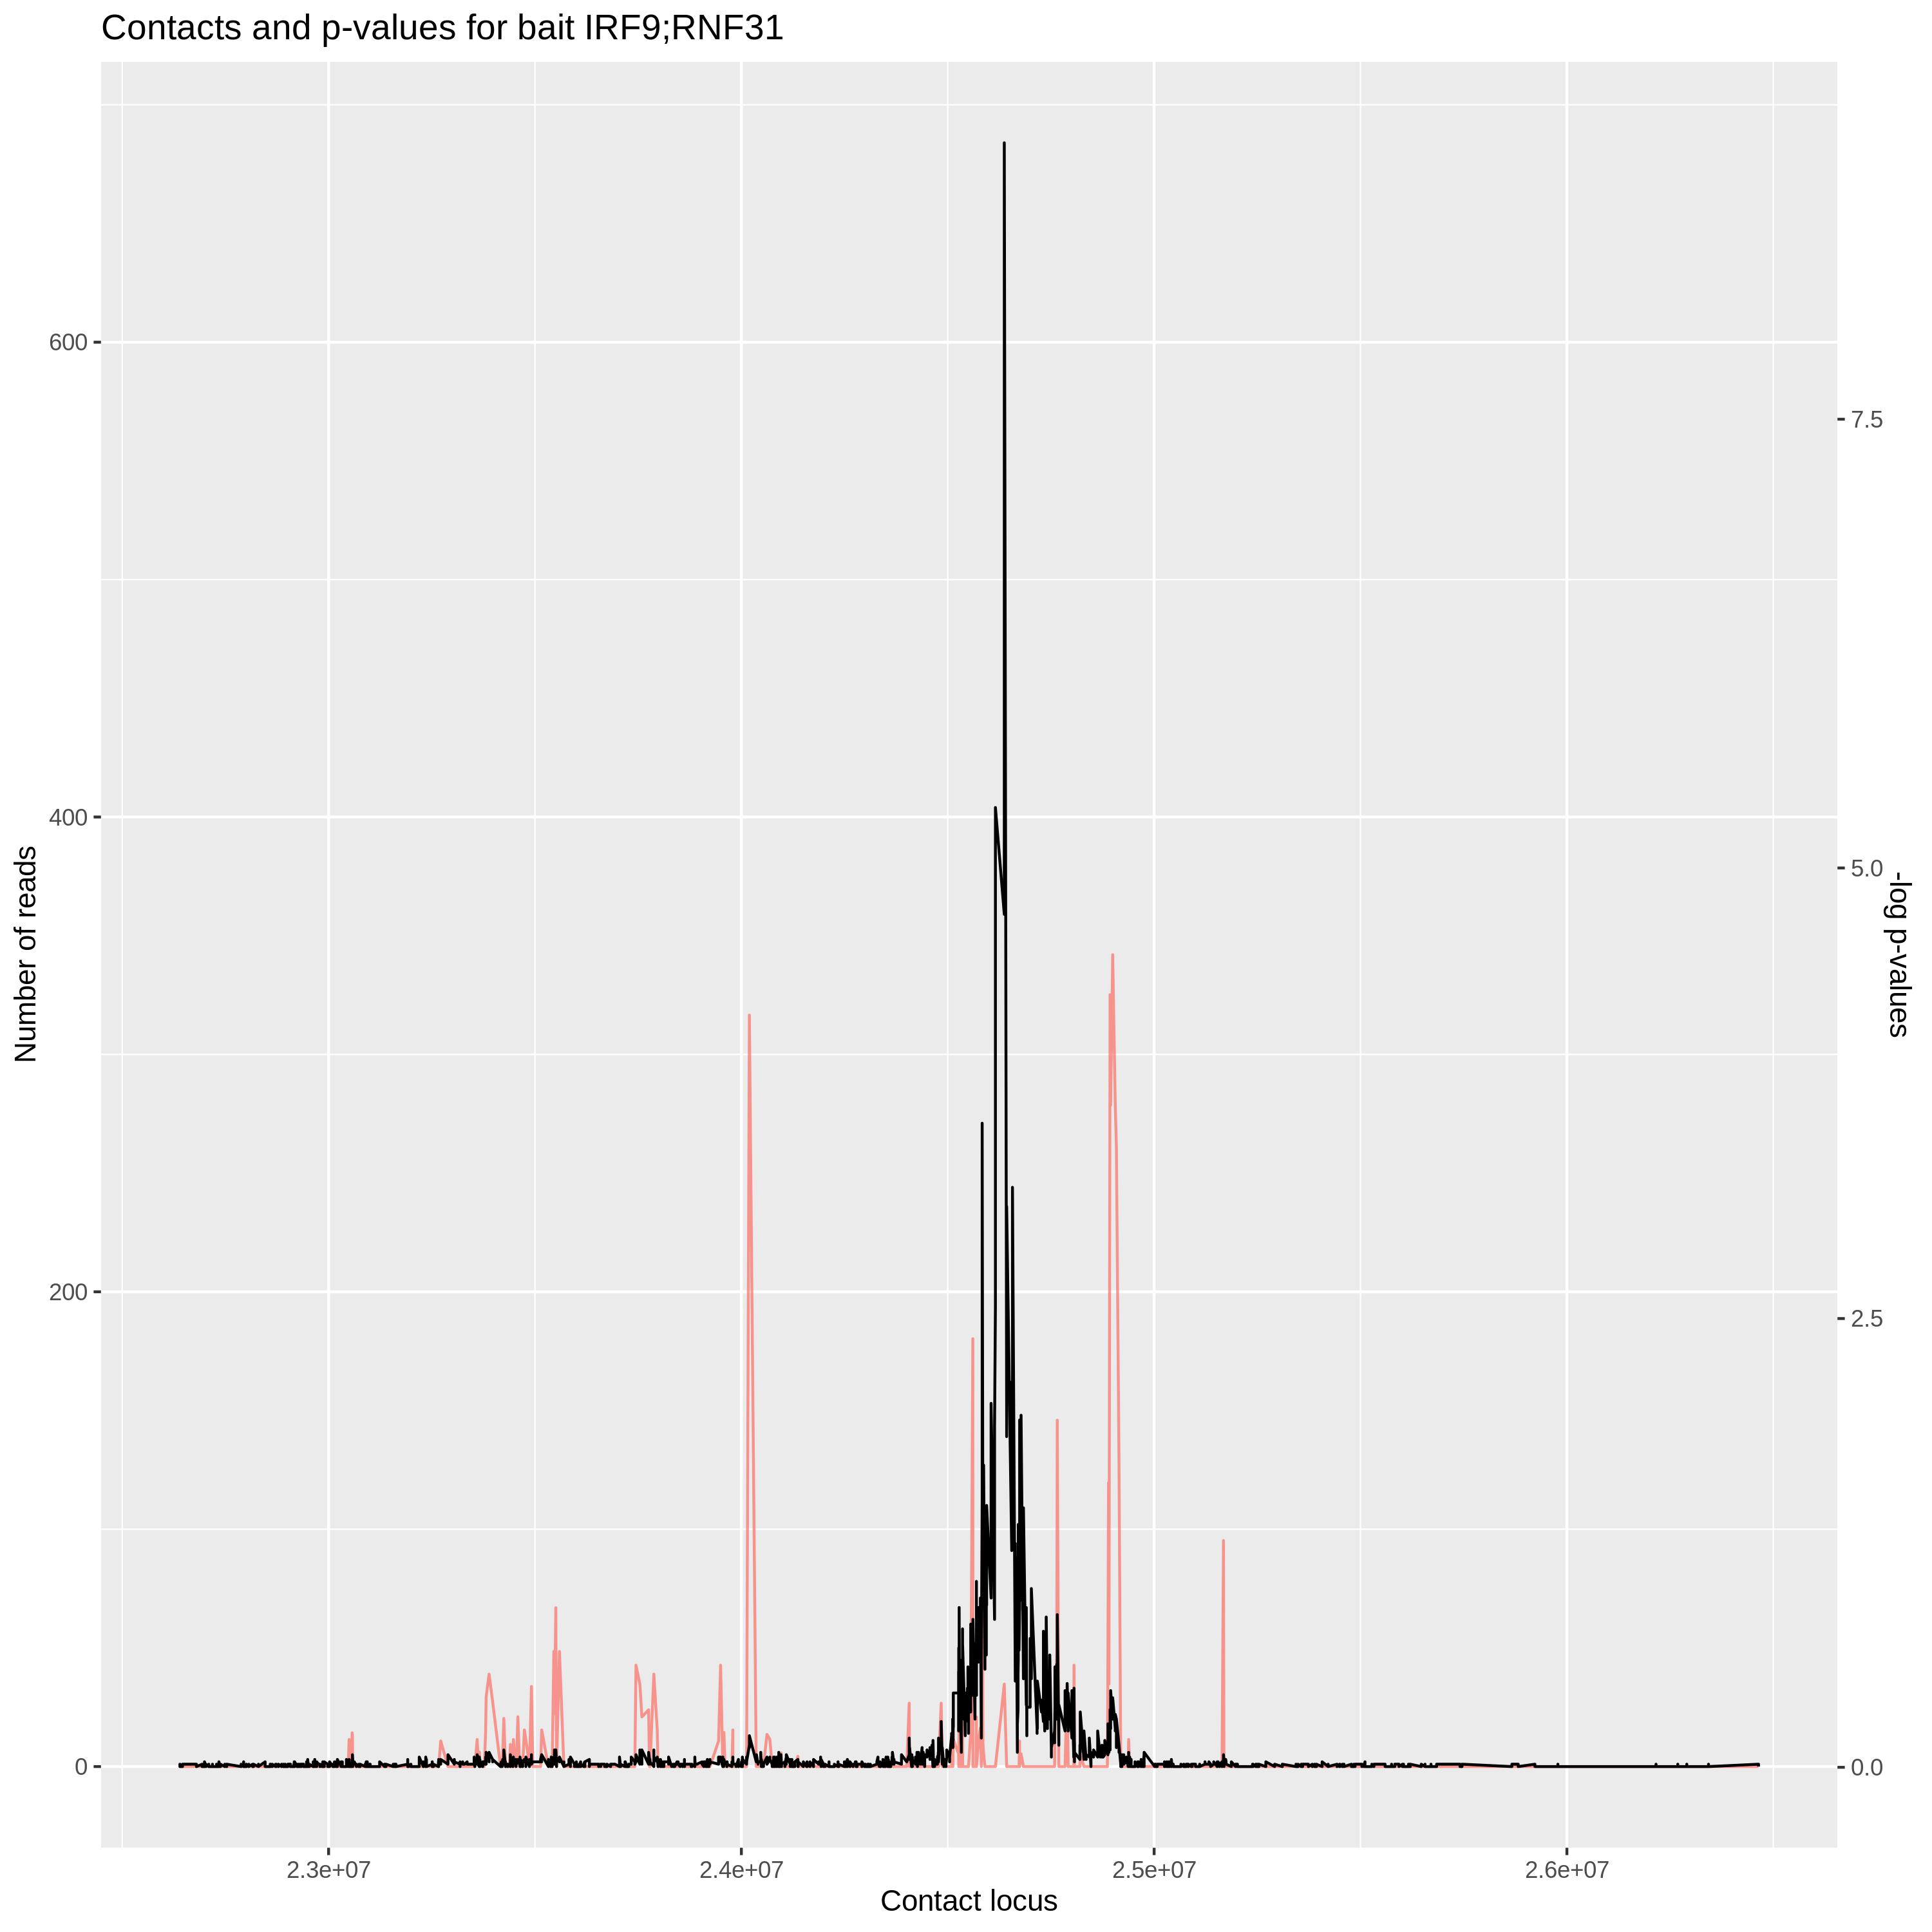 Contacts and p-values for bait IRF9;RNF31
600
400
200
0
Number of reads
7.5
5.0
2.5
0.0
-log p-values
2.3e+07
2.4e+07
2.5e+07
2.6e+07
Contact locus